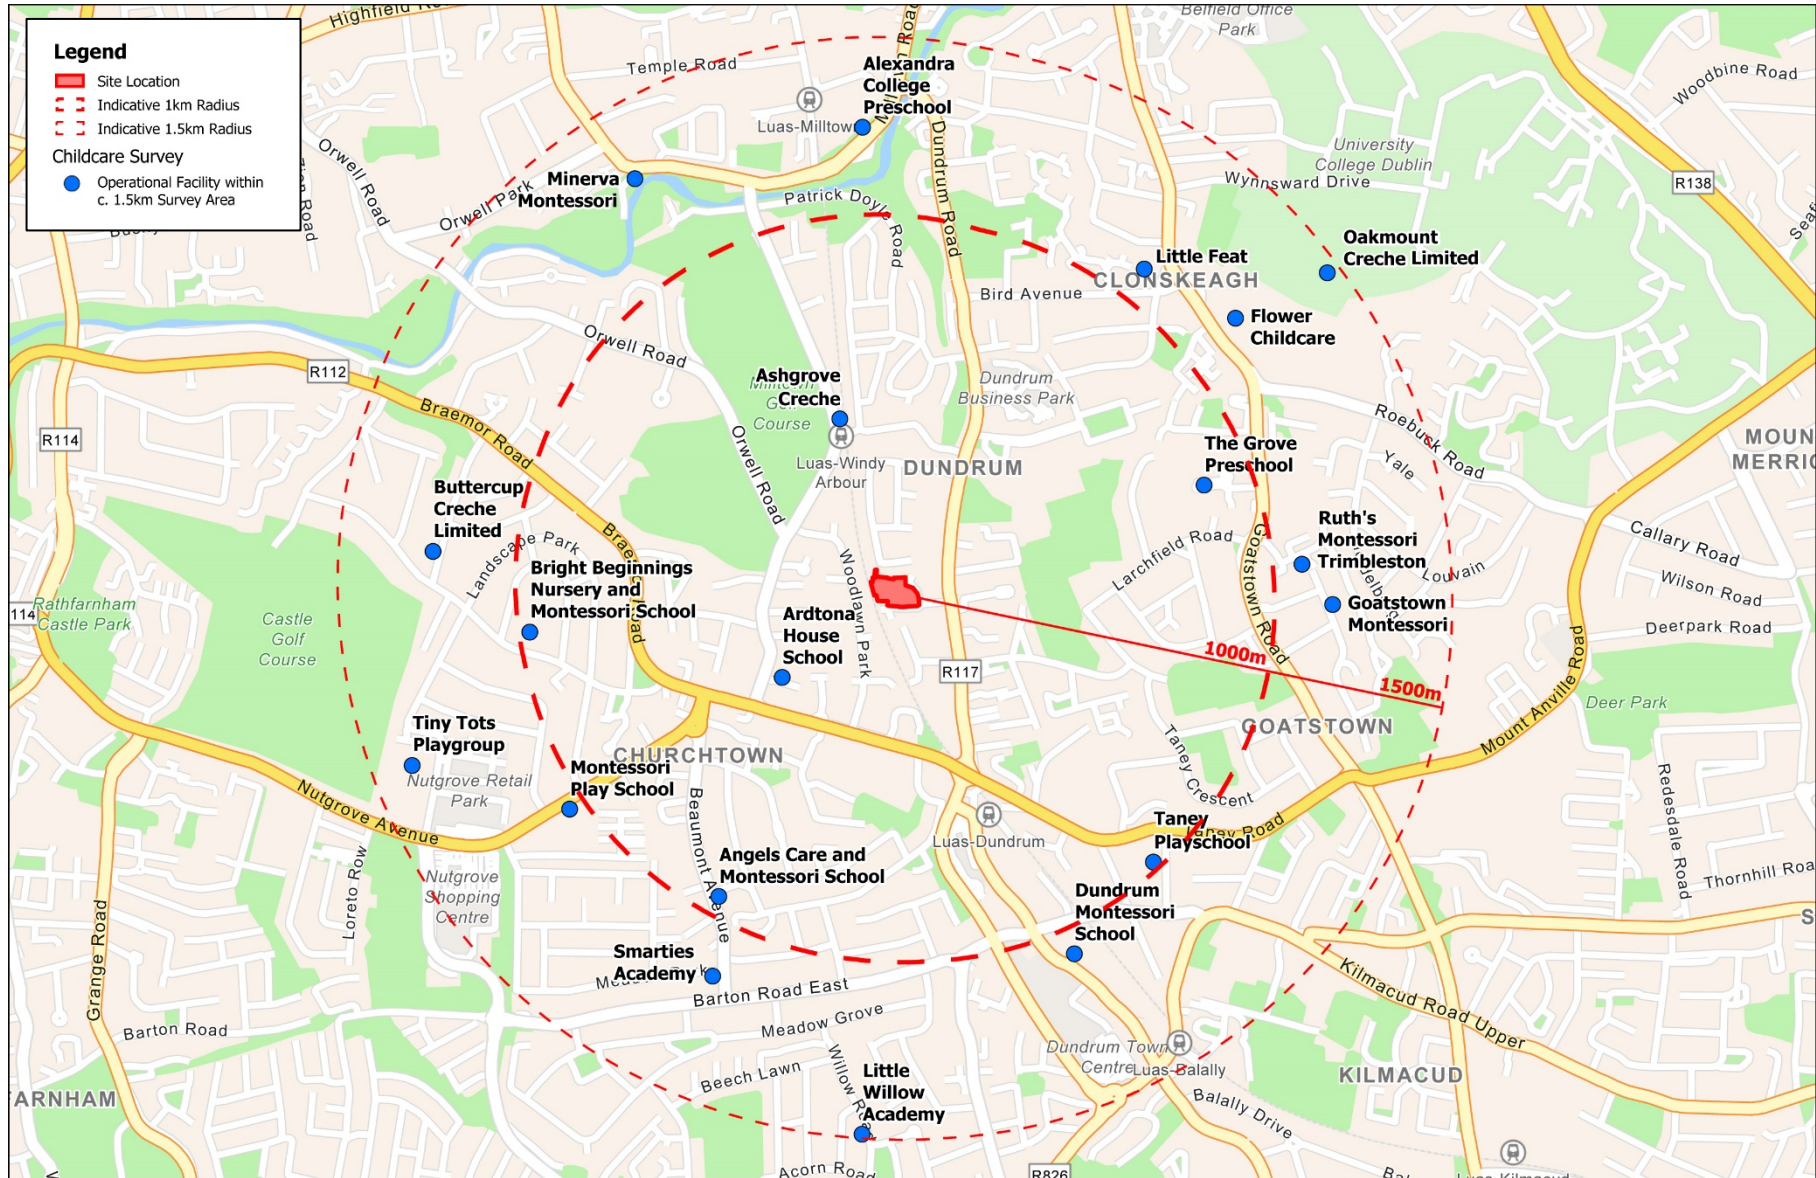 Legend
Site Location
Indicative 1km Radius
Indicative 1.5km Radius
Childcare Survey
Operational Facility within
c. 1.5km Survey Area
Temple Road
Alexandra
College
Preschool
Luas-Milltown
Dundrum Road
Belfield Office
Park
Woodbine Road
University
College Dublin
Wynnsward Drive
R138
Orwell Road
Orwell Park
Minerva
Montessori
Patrick Doyle
Road
Little Feat
CLONSKEAGH
Oakmount
Creche Limited
Bird Avenue
Flower
Childcare
Orwell Road
R112
Braemor Road
Ashgrove
Creche
Milltown
Golf
Course
Dundrum
Business Park
R114
Orwell Road
Luas-Windy
Arbour
DUNDRUM
The Grove
Preschool
Roebuck Road
Yale
Buttercup
Creche
Limited
Landscape Park
Bright Beginnings
Nursery and
Montessori School
Woodlawn Park
Larchfield Road
Goatstown Road
Ruth's
Montessori
Trimbleston
Louvain
Callary Road
Wilson Road
Goatstown
Montessori
Deerpark Road
Rathfarnham
Castle Park
Castle
Golf
Course
Ardtona
House
School
R117
1000m
1500m
Deer Park
Mount Anville Road
GOATSTOWN
Tiny Tots
Playgroup
Nutgrove Retail
Park
CHURCHTOWN
Montessori
Play School
Taney Crescent
Nutgrove Avenue
Beaumont Avenue
Luas-Dundrum
Taney
Playschool
Taney Road
Redesdale Road
Loreto Row
Nutgrove
Shopping
Centre
Angels Care and
Montessori School
Dundrum
Montessori
School
Grange Road
Smarties
Academy
Barton Road East
Kilmacud Road Upper
Barton Road
Meadow Grove
Dundrum Town
Centre
Luas-Balally
Beech Lawn
Little
Willow
Academy
KILMACUD
Balally Drive
Acorn Road
R826